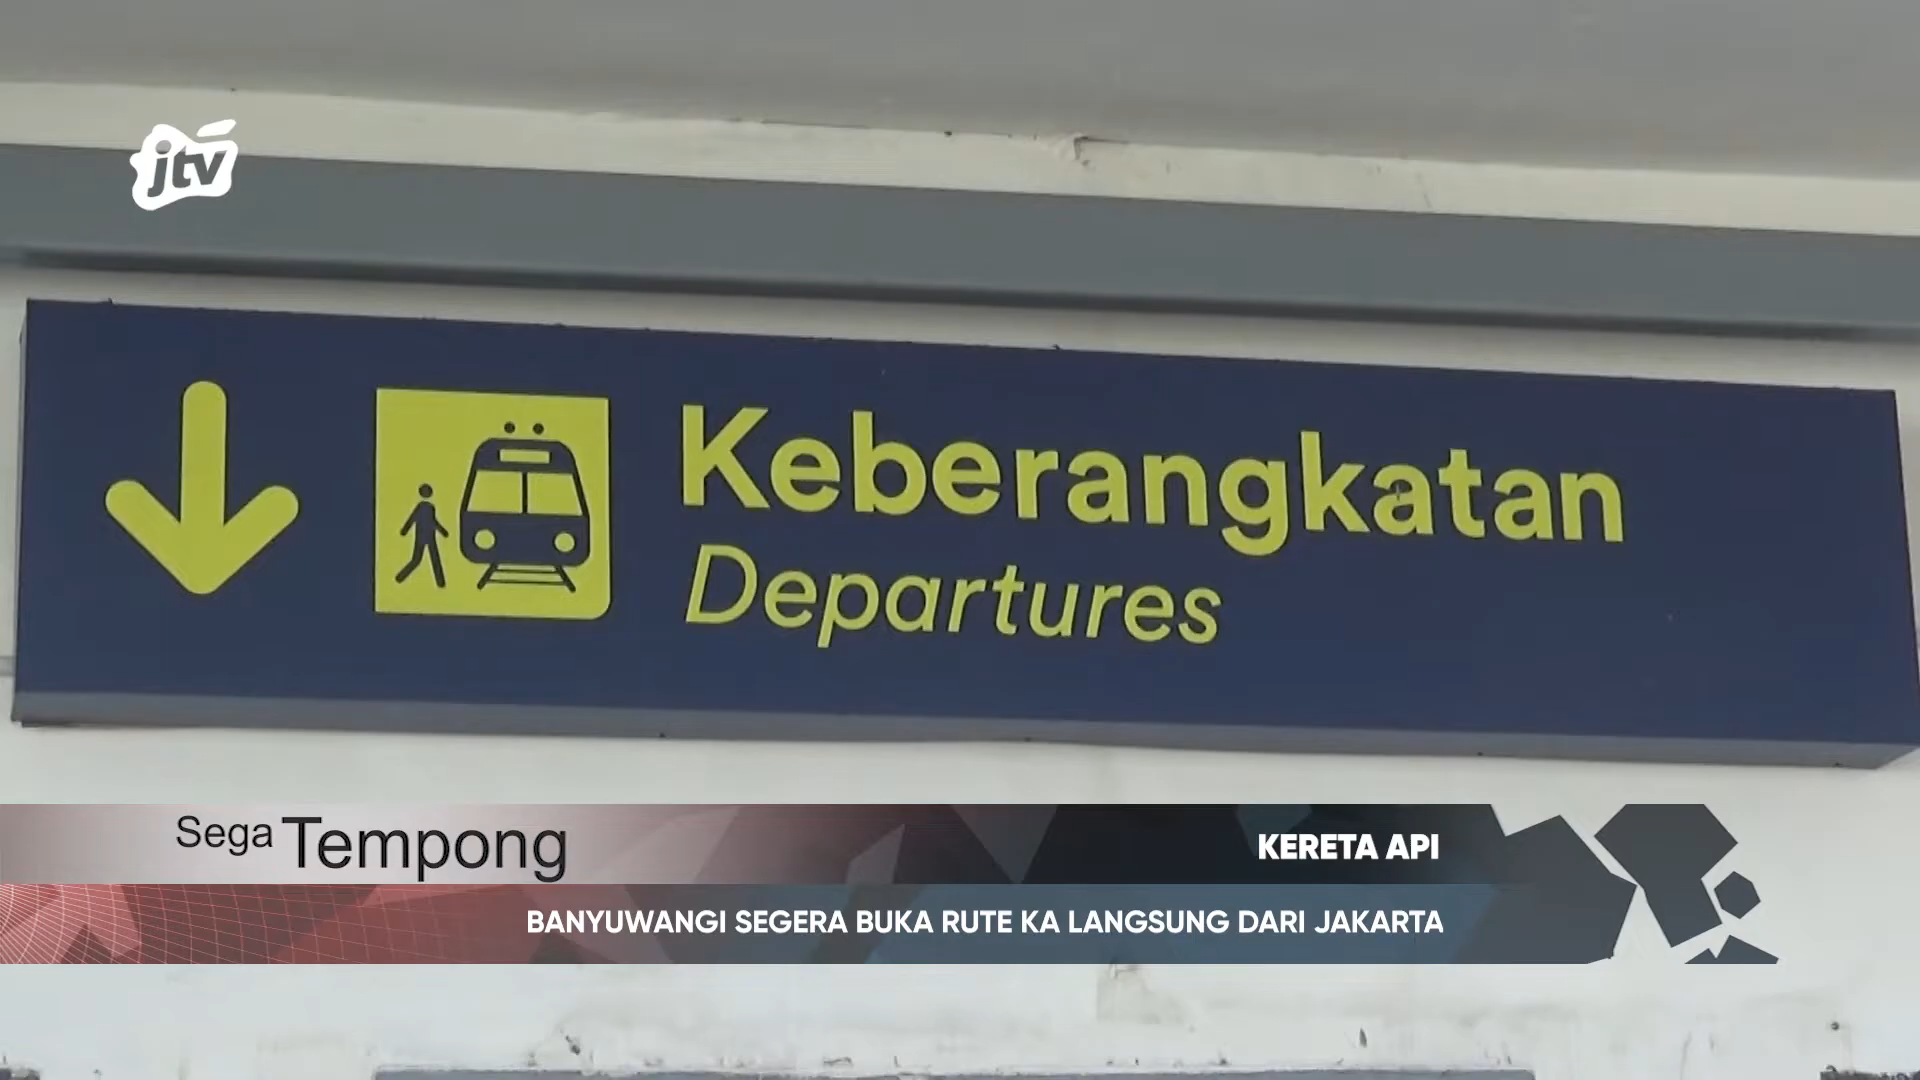 jtv
Keberangkatan
Departures
Sega Tempong
KERETA API
BANYUWANGI SEGERA BUKA RUTE KA LANGSUNG DARI JAKARTA